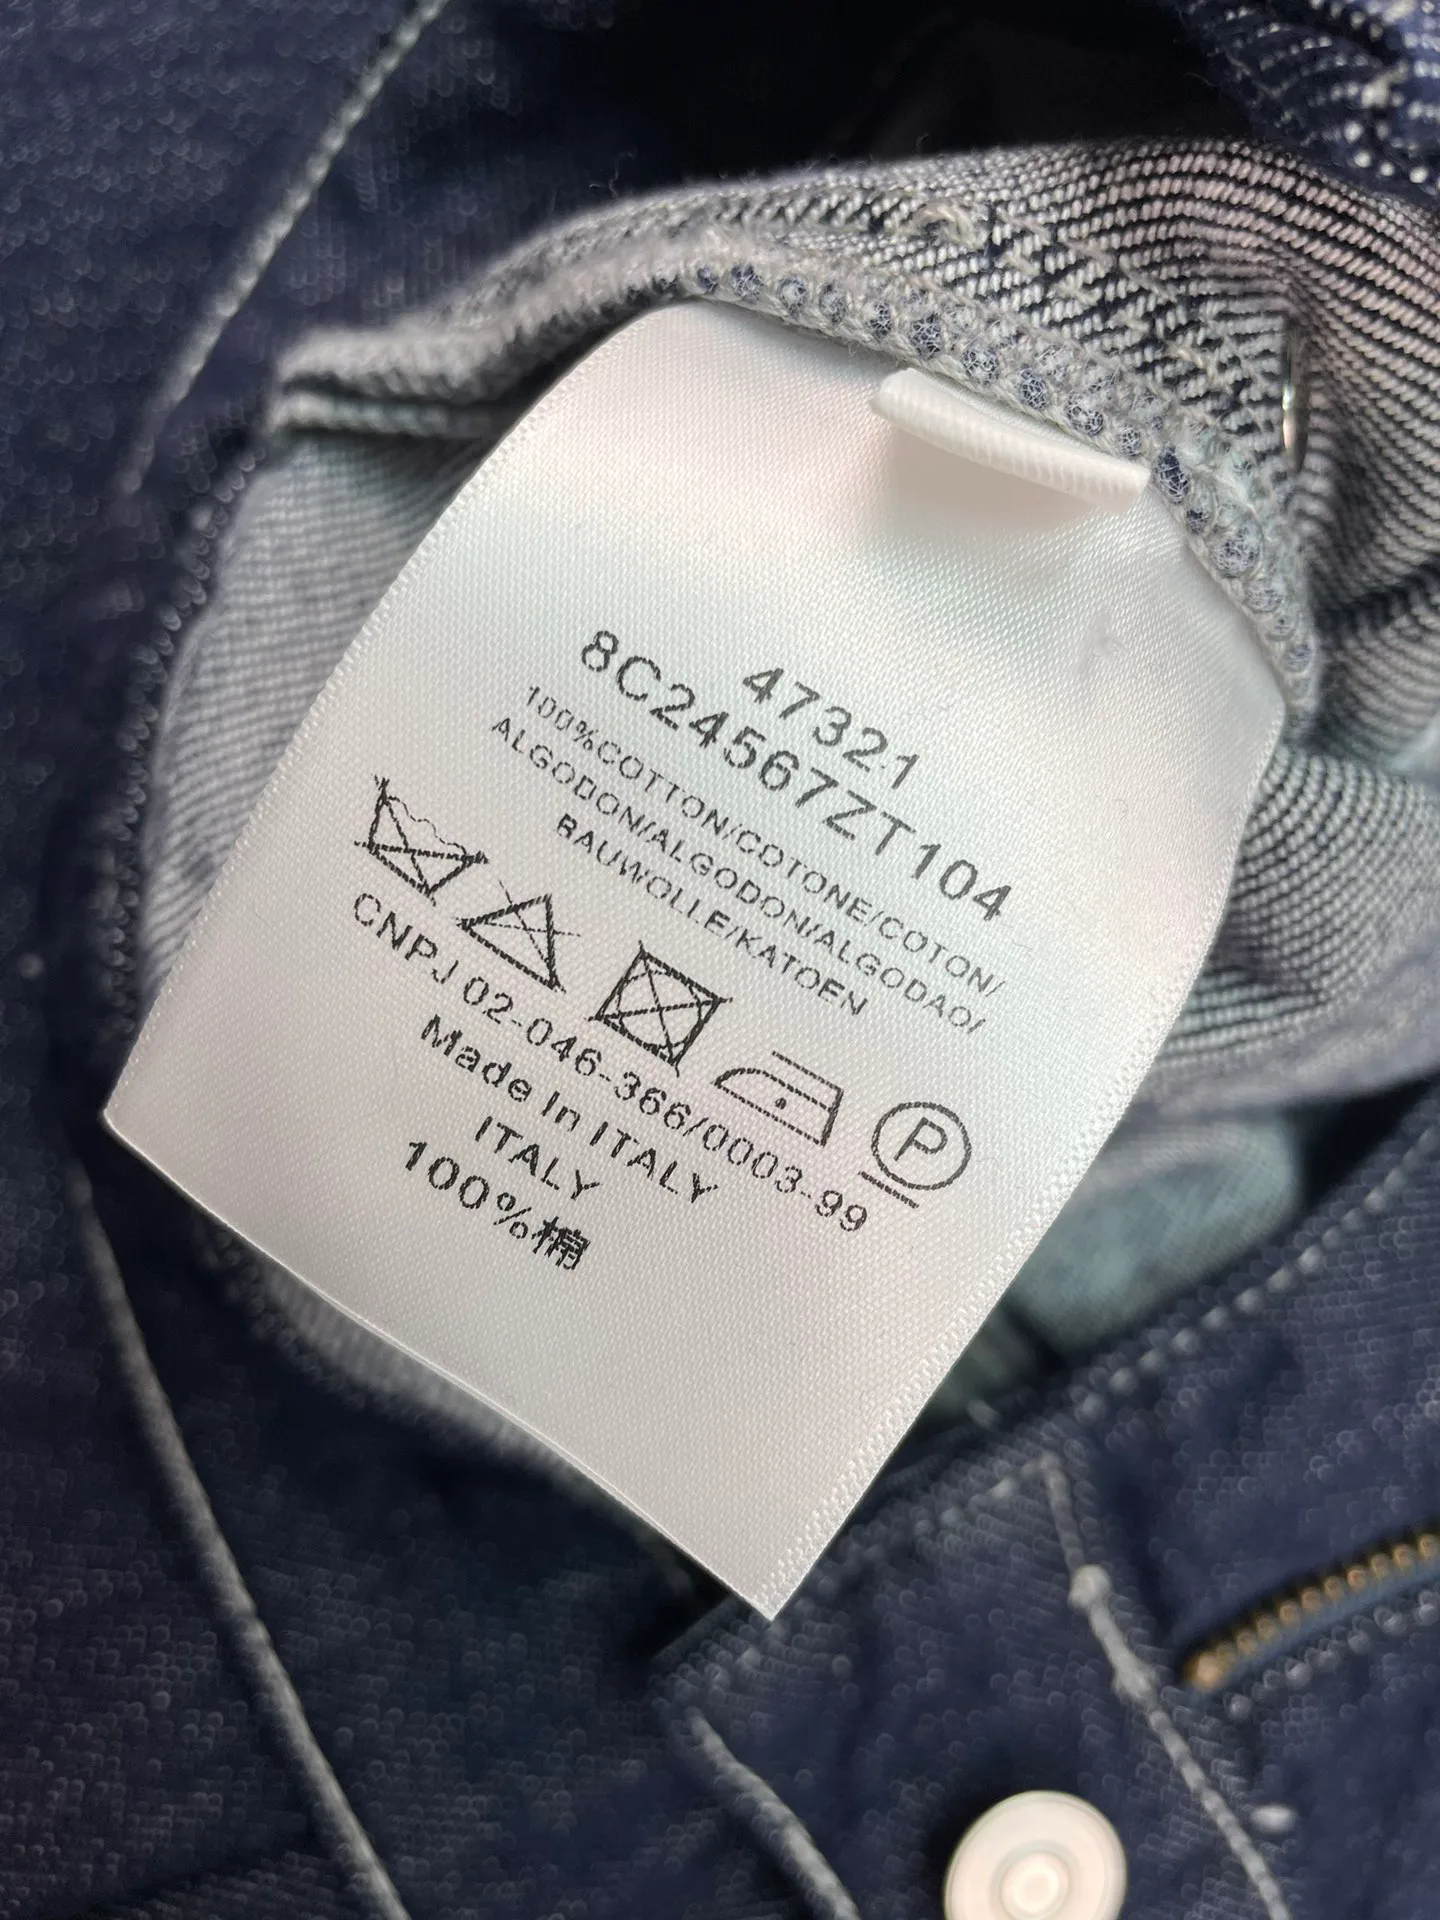 47321
8C24567ZT104
100%COTTON/COTONE/COTON/
ALGODON/ALGODON/ALGODAO/
BAUWOLLE/KATOEN
P
CNPJ 02-046-366/0003-99
Made In ITALY
ITALY
100%棉